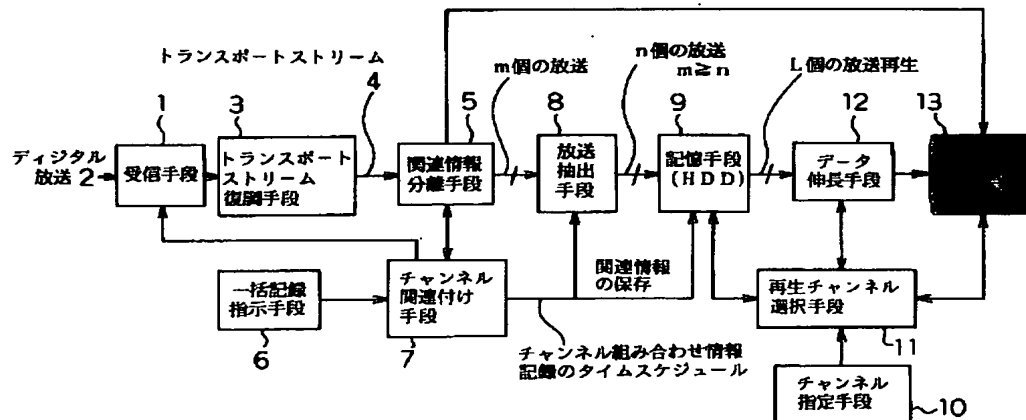 トランスポートストリーム
4
m個の放送
n個の放送
m≧n
L個の放送再生
1
3
5
8
9
12
13
ディジタル
放送2
受信手段
トランスポート
ストリーム
復調手段
関連情報
分離手段
放送
抽出
手段
記憶手段
(HDD)
データ
伸長手段
一括記録
指示手段
6
チャンネル
関連付け
手段
7
関連情報
の保存
チャンネル組み合わせ情報
記録のタイムスケジュール
再生チャンネル
選択手段
11
チャンネル
指定手段
10